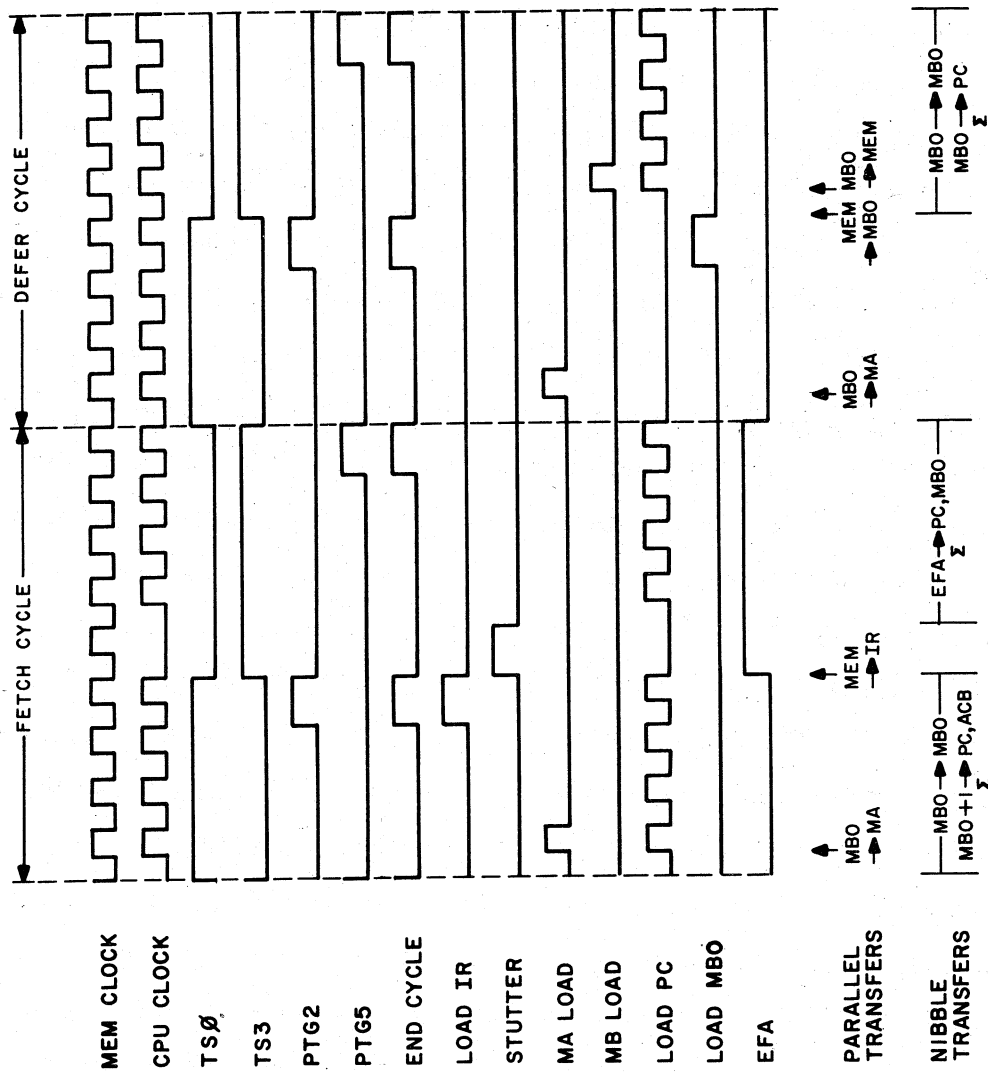 FETCH CYCLE
DEFER CYCLE
MEM CLOCK
CPU CLOCK
TSØ
TS3
PTG2
PTG5
END CYCLE
LOAD IR
STUTTER
MA LOAD
MB LOAD
LOAD PC
LOAD MBO
EFA
PARALLEL
TRANSFERS
MBO
→MA
MEM
→IR
MBO
→MA
MEM
→MBO
MBO
→MEM
NIBBLE
TRANSFERS
MBO→MBO
MBO+1→PC,ACB
Σ
EFA→PC,MBO
Σ
MBO→MBO
MBO→PC
Σ